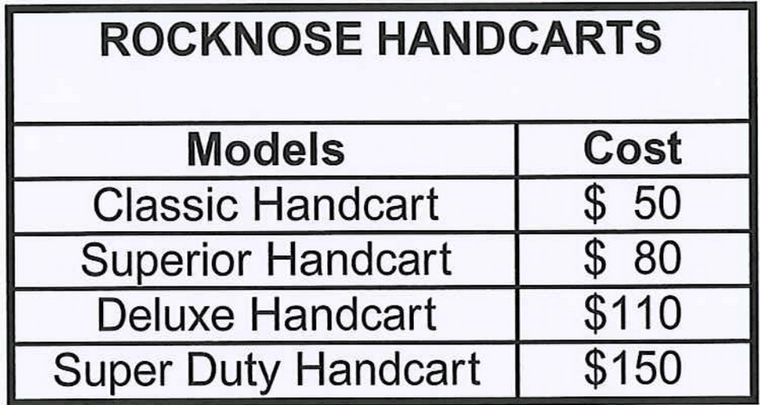 ROCKNOSE HANDCARTS
Models Cost
Classic Handcart $ 50
Superior Handcart $ 80
Deluxe Handcart $110
Super Duty Handcart $150